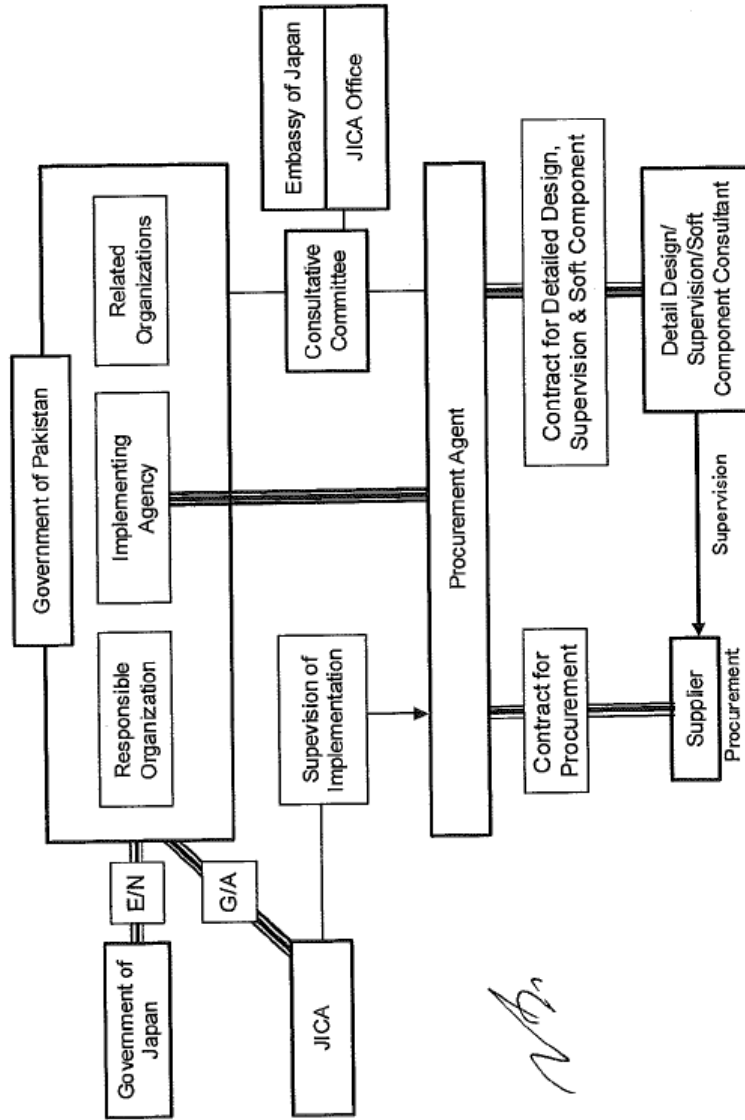 Government of Pakistan
Responsible
Organization
Implementing
Agency
Related
Organizations
Government of
Japan
E/N
G/A
JICA
Supevision of
Implementation
Consultative
Committee
Embassy of Japan
JICA Office
Procurement Agent
Contract for
Procurement
Contract for Detailed Design,
Supervision & Soft Component
Supplier
Procurement
Supervision
Detail Design/
Supervision/Soft
Component Consultant